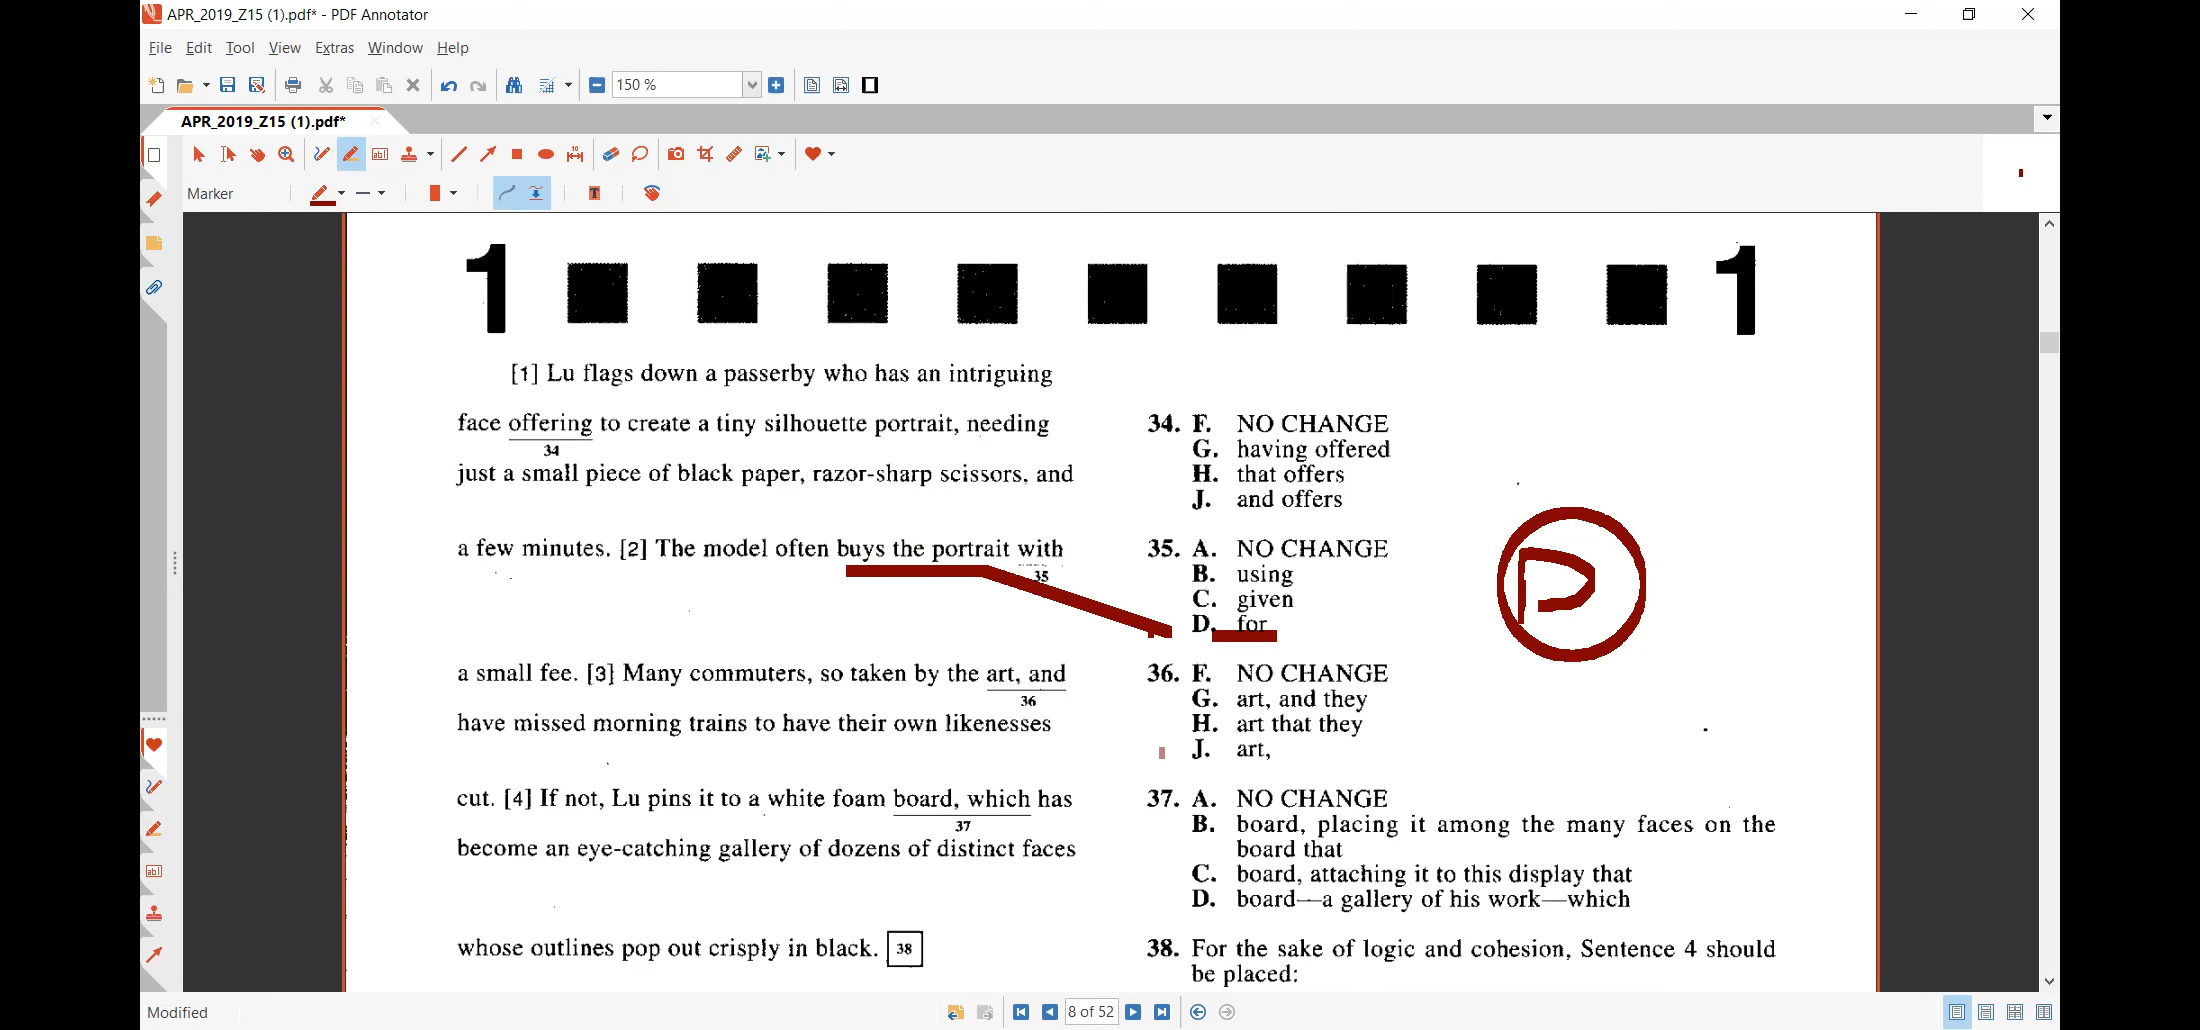 APR_2019_Z15 (1).pdf* - PDF Annotator
File Edit Tool View Extras Window Help
150 %
APR_2019_Z15 (1).pdf*
Marker
1 1
[1] Lu flags down a passerby who has an intriguing
face offering to create a tiny silhouette portrait, needing
34
just a small piece of black paper, razor-sharp scissors, and
a few minutes. [2] The model often buys the portrait with
35
a small fee. [3] Many commuters, so taken by the art, and
36
have missed morning trains to have their own likenesses
cut. [4] If not, Lu pins it to a white foam board, which has
37
become an eye-catching gallery of dozens of distinct faces
whose outlines pop out crisply in black. 38
34. F. NO CHANGE
G. having offered
H. that offers
J. and offers
35. A. NO CHANGE
B. using
C. given
D. for
D
36. F. NO CHANGE
G. art, and they
H. art that they
J. art,
37. A. NO CHANGE
B. board, placing it among the many faces on the
board that
C. board, attaching it to this display that
D. board—a gallery of his work—which
38. For the sake of logic and cohesion, Sentence 4 should
be placed:
Modified
8 of 52